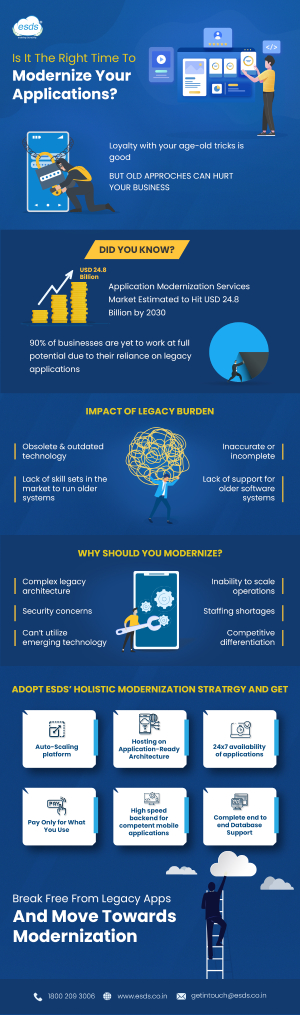 esds
Is It The Right Time To
Modernize Your
Applications?
Loyalty with your age-old tricks is
good
BUT OLD APPROCHES CAN HURT
YOUR BUSINESS
DID YOU KNOW?
USD 24.8
Billion
Application Modernization Services
Market Estimated to Hit USD 24.8
Billion by 2030
90% of businesses are yet to work at full
potential due to their reliance on legacy
applications
IMPACT OF LEGACY BURDEN
Obsolete & outdated
technology
Inaccurate or
incomplete
Lack of skill sets in the
market to run older
systems
Lack of support for
older software
systems
WHY SHOULD YOU MODERNIZE?
Complex legacy
architecture
Inability to scale
operations
Security concerns
Staffing shortages
Can't utilize
emerging technology
Competitive
differentiation
ADOPT ESDS' HOLISTIC MODERNIZATION STRATRGY AND GET
Auto-Scaling
platform
Hosting on
Application-Ready
Architecture
24x7 availability
of applications
PAY
Pay Only for What
You Use
High speed
backend for
competent mobile
applications
Complete end to
end Database
Support
Break Free From Legacy Apps
And Move Towards
Modernization
1800 209 3006
www.esds.co.in
getintouch@esds.co.in